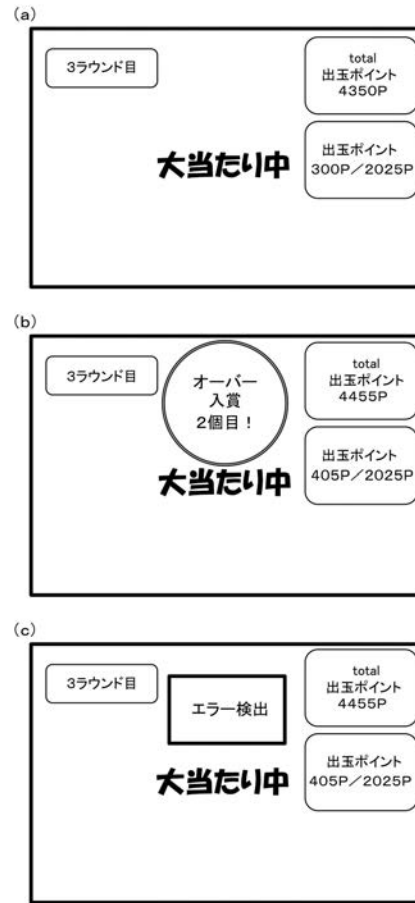 (a)
3ラウンド目
total
出玉ポイント
4350P
大当たり中
出玉ポイント
300P／2025P
(b)
3ラウンド目
オーバー
入賞
2個目！
total
出玉ポイント
4455P
大当たり中
出玉ポイント
405P／2025P
(c)
3ラウンド目
エラー検出
total
出玉ポイント
4455P
大当たり中
出玉ポイント
405P／2025P